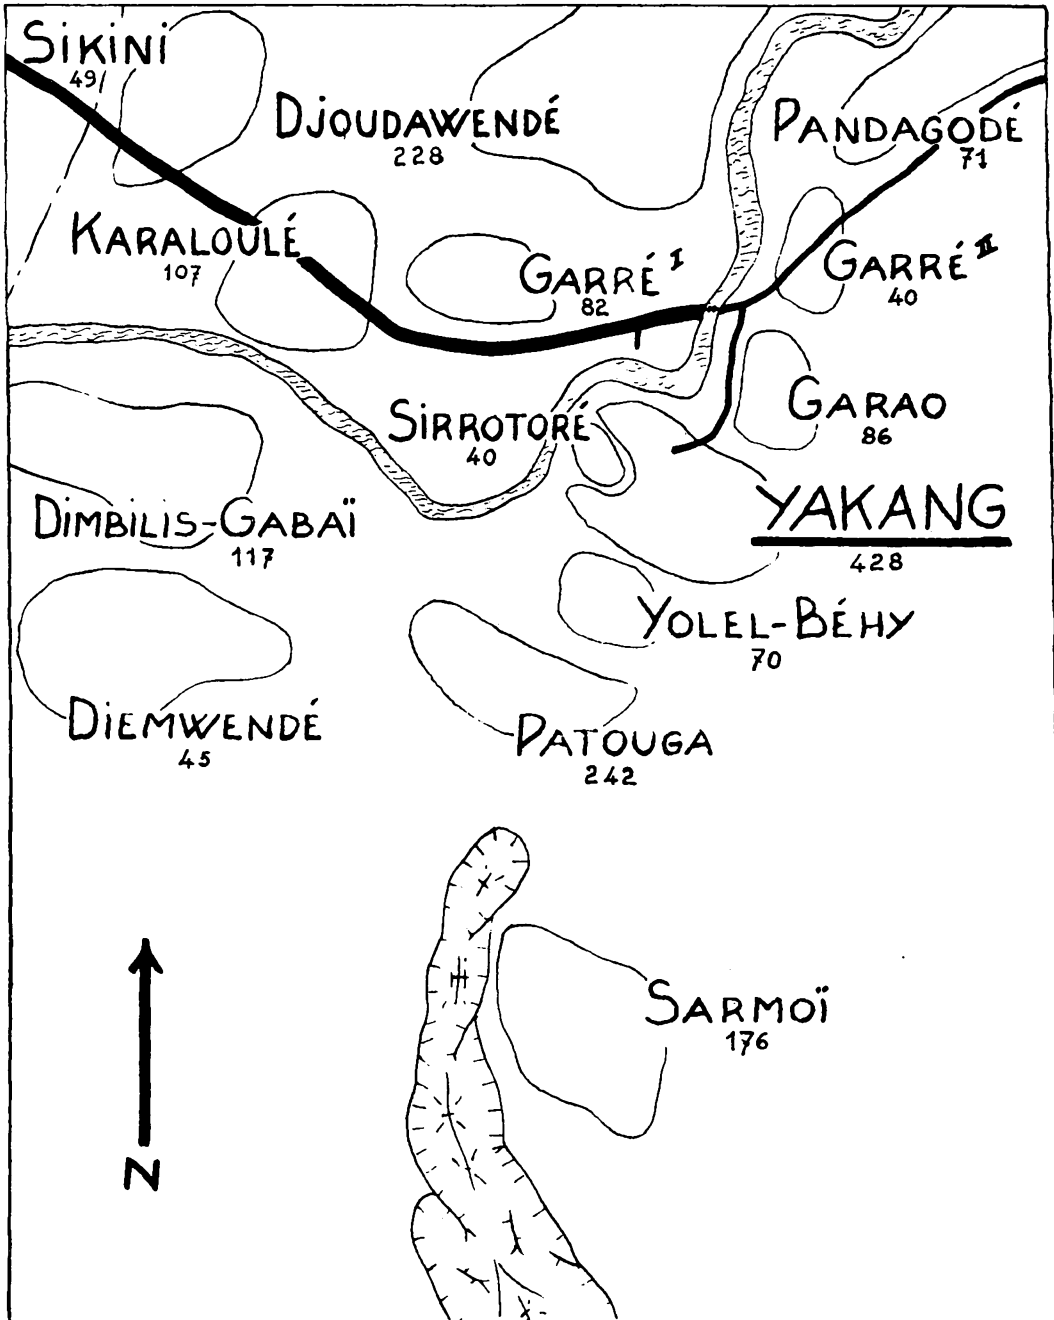 SIKINI
49
DJOUDAWENDÉ
228
PANDAGODÉ
71
KARALOULÉ
107
GARRÉ I
82
GARRÉ II
40
SIRROTORÉ
40
GARAO
86
DIMBILIS-GABAÏ
117
YAKANG
428
YOLEL-BÉHY
70
DIEMWENDÉ
45
PATOUGA
242
SARMOÏ
176
N